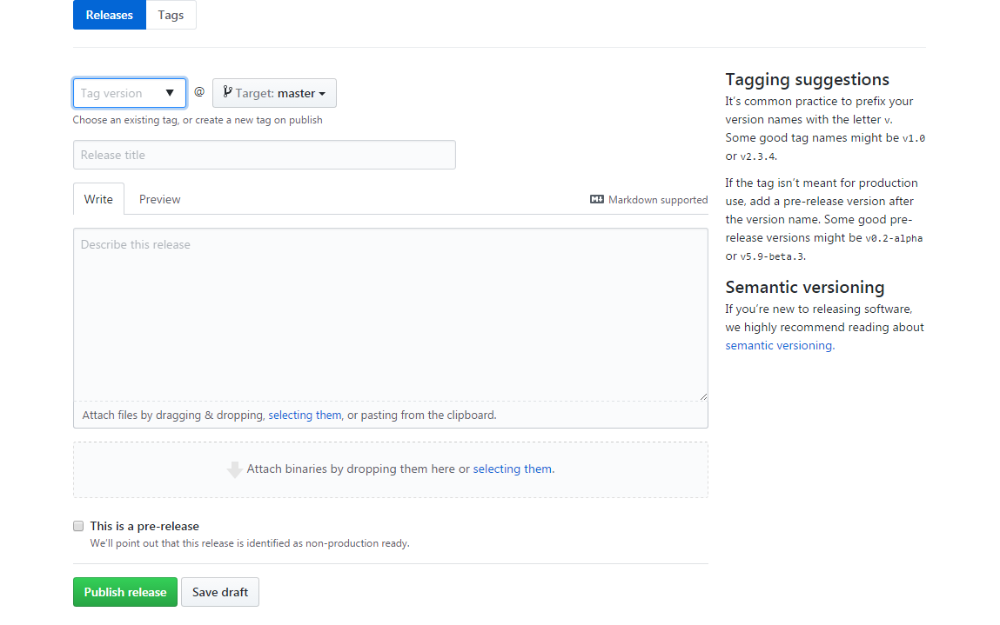 Releases Tags
Tag version @ Target: master
Choose an existing tag, or create a new tag on publish
Release title
Write Preview Markdown supported
Describe this release
Attach files by dragging & dropping, selecting them, or pasting from the clipboard.
Attach binaries by dropping them here or selecting them.
This is a pre-release
We’ll point out that this release is identified as non-production ready.
Publish release Save draft
Tagging suggestions
It’s common practice to prefix your
version names with the letter v.
Some good tag names might be v1.0
or v2.3.4.
If the tag isn’t meant for production
use, add a pre-release version after
the version name. Some good pre-
release versions might be v0.2-alpha
or v5.9-beta.3.
Semantic versioning
If you’re new to releasing software,
we highly recommend reading about
semantic versioning.